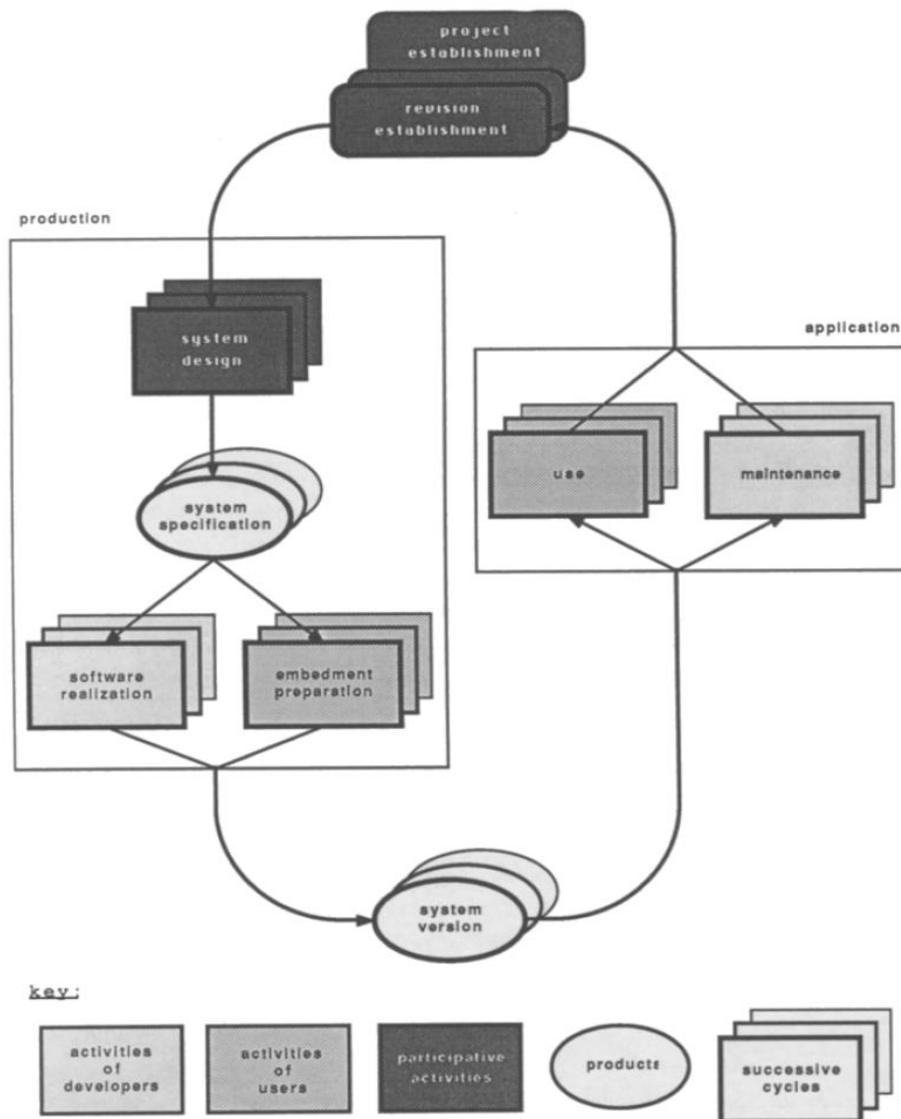 project
establishment
revision
establishment
production
system
design
application
use
maintenance
system
specification
software
realization
embedment
preparation
system
version
key:
activities
of
developers
activities
of
users
participative
activities
products
successive
cycles